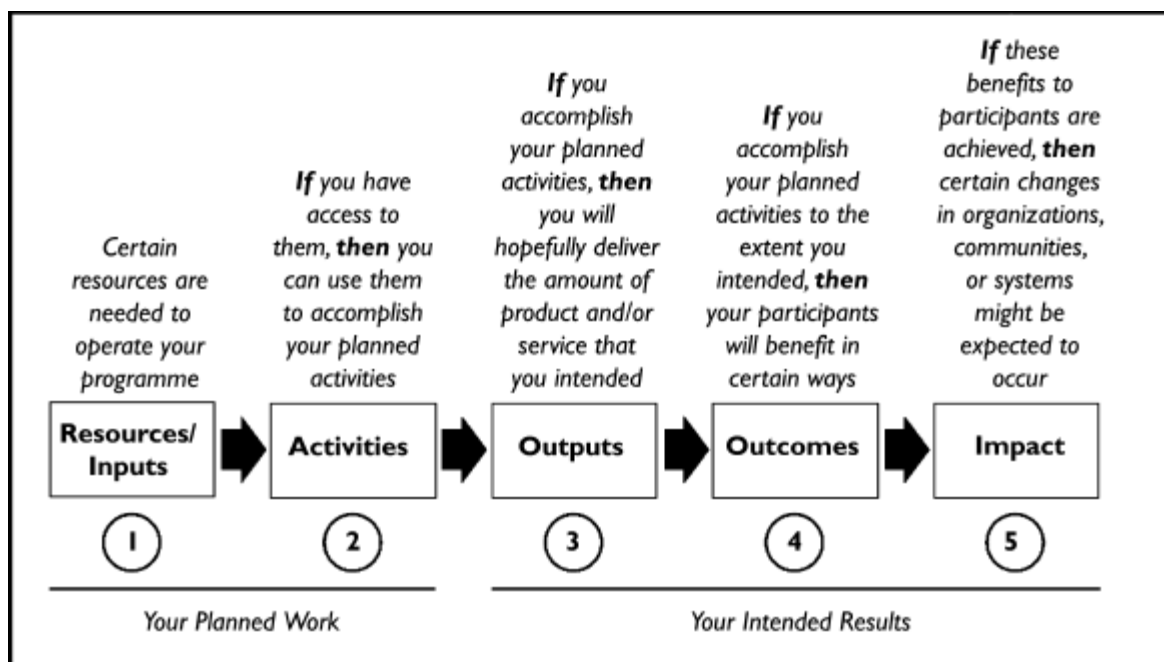 Certain
resources are
needed to
operate your
programme
If you have
access to
them, then you
can use them
to accomplish
your planned
activities
If you
accomplish
your planned
activities, then
you will
hopefully deliver
the amount of
product and/or
service that
you intended
If you
accomplish
your planned
activities to the
extent you
intended, then
your participants
will benefit in
certain ways
If these
benefits to
participants are
achieved, then
certain changes
in organizations,
communities,
or systems
might be
expected to
occur
Resources/
Inputs
Activities
Outputs
Outcomes
Impact
1
2
3
4
5
Your Planned Work
Your Intended Results